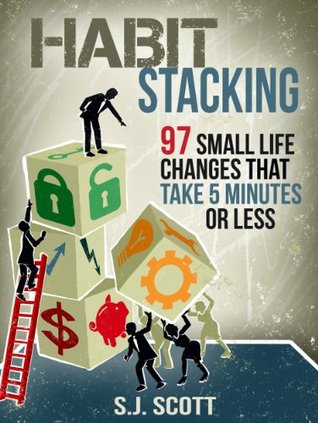 HABIT
STACKING
97 SMALL LIFE
CHANGES THAT
TAKE 5 MINUTES
OR LESS
$
S.J. SCOTT